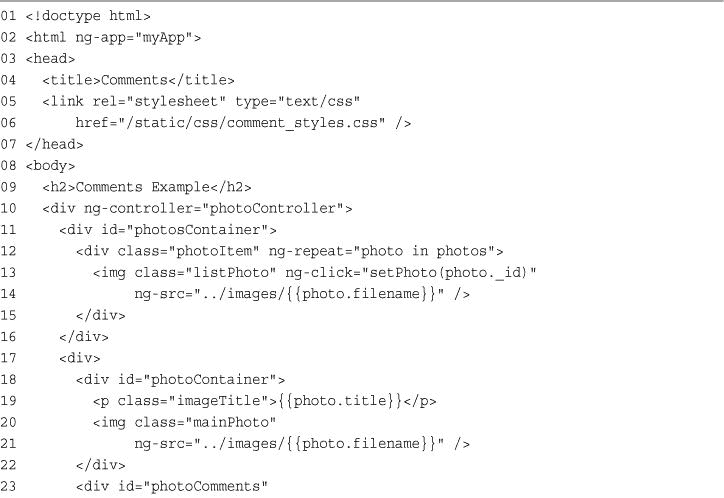 01 <!doctype html>
02 <html ng-app="myApp">
03 <head>
04   <title>Comments</title>
05   <link rel="stylesheet" type="text/css"
06       href="/static/css/comment_styles.css" />
07 </head>
08 <body>
09   <h2>Comments Example</h2>
10   <div ng-controller="photoController">
11     <div id="photosContainer">
12       <div class="photoItem" ng-repeat="photo in photos">
13         <img class="listPhoto" ng-click="setPhoto(photo._id)"
14              ng-src="../images/{{photo.filename}}" />
15       </div>
16     </div>
17     <div>
18       <div id="photoContainer">
19         <p class="imageTitle">{{photo.title}}</p>
20         <img class="mainPhoto"
21              ng-src="../images/{{photo.filename}}" />
22       </div>
23       <div id="photoComments"